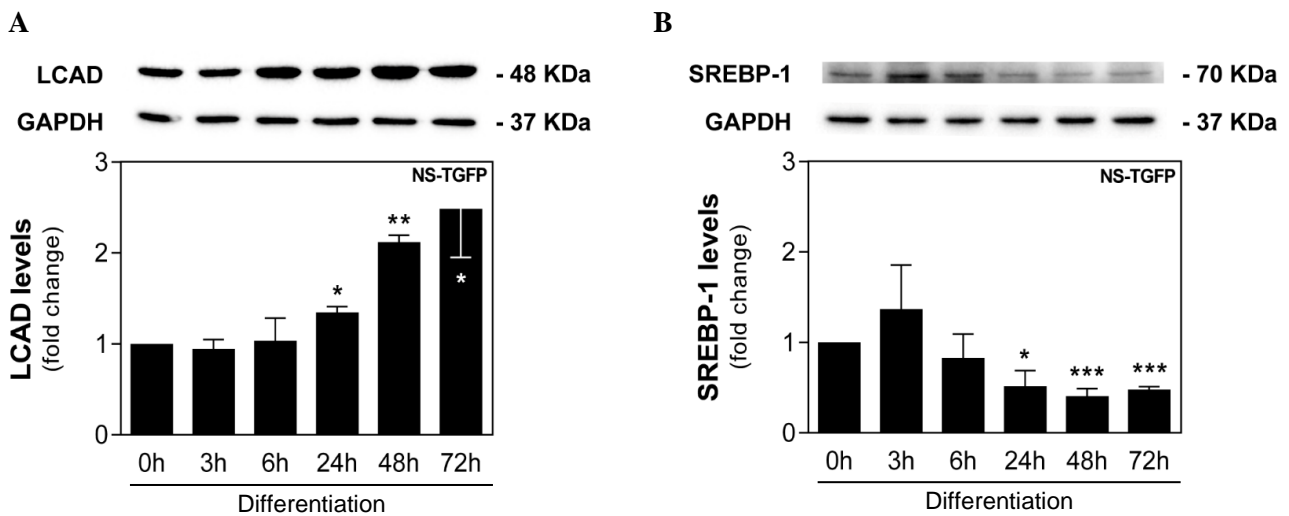 A
LCAD - 48 KDa
GAPDH - 37 KDa
NS-TGFP
LCAD levels
(fold change)
3
2
1
0
*
**
*
0h 3h 6h 24h 48h 72h
Differentiation
B
SREBP-1 - 70 KDa
GAPDH - 37 KDa
NS-TGFP
SREBP-1 levels
(fold change)
3
2
1
0
*
***
***
0h 3h 6h 24h 48h 72h
Differentiation